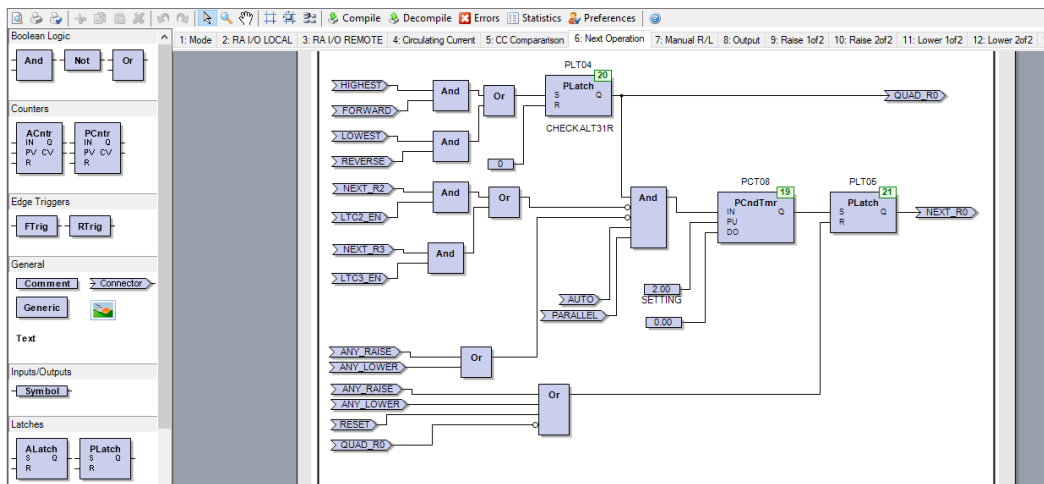 Compile Decompile Errors Statistics Preferences
Boolean Logic
And Not Or
Counters
ACntr
IN Q
PV CV
R
PCntr
IN Q
PV CV
R
Edge Triggers
FTrig RTrig
General
Comment Connector
Generic
Text
Inputs/Outputs
Symbol
Latches
ALatch
S Q
R
PLatch
S Q
R
1: Mode 2: RA I/O LOCAL 3: RA I/O REMOTE 4: Circulating Current 5: CC Compararison 6: Next Operation 7: Manual R/L 8: Output 9: Raise 1of2 10: Raise 2of2 11: Lower 1of2 12: Lower 2of2
HIGHEST
FORWARD
And
LOWEST
REVERSE
And
Or
0
PLT04
20
PLatch
S Q
R
CHECKALT31R
QUAD_R0
NEXT_R2
LTC2_EN
And
NEXT_R3
LTC3_EN
And
Or
And
AUTO
PARALLEL
PCT08
19
PCndTmr
IN Q
PU
DO
2.00
SETTING
0.00
PLT05
21
PLatch
S Q
R
NEXT_R0
ANY_RAISE
ANY_LOWER
Or
ANY_RAISE
ANY_LOWER
RESET
QUAD_R0
Or